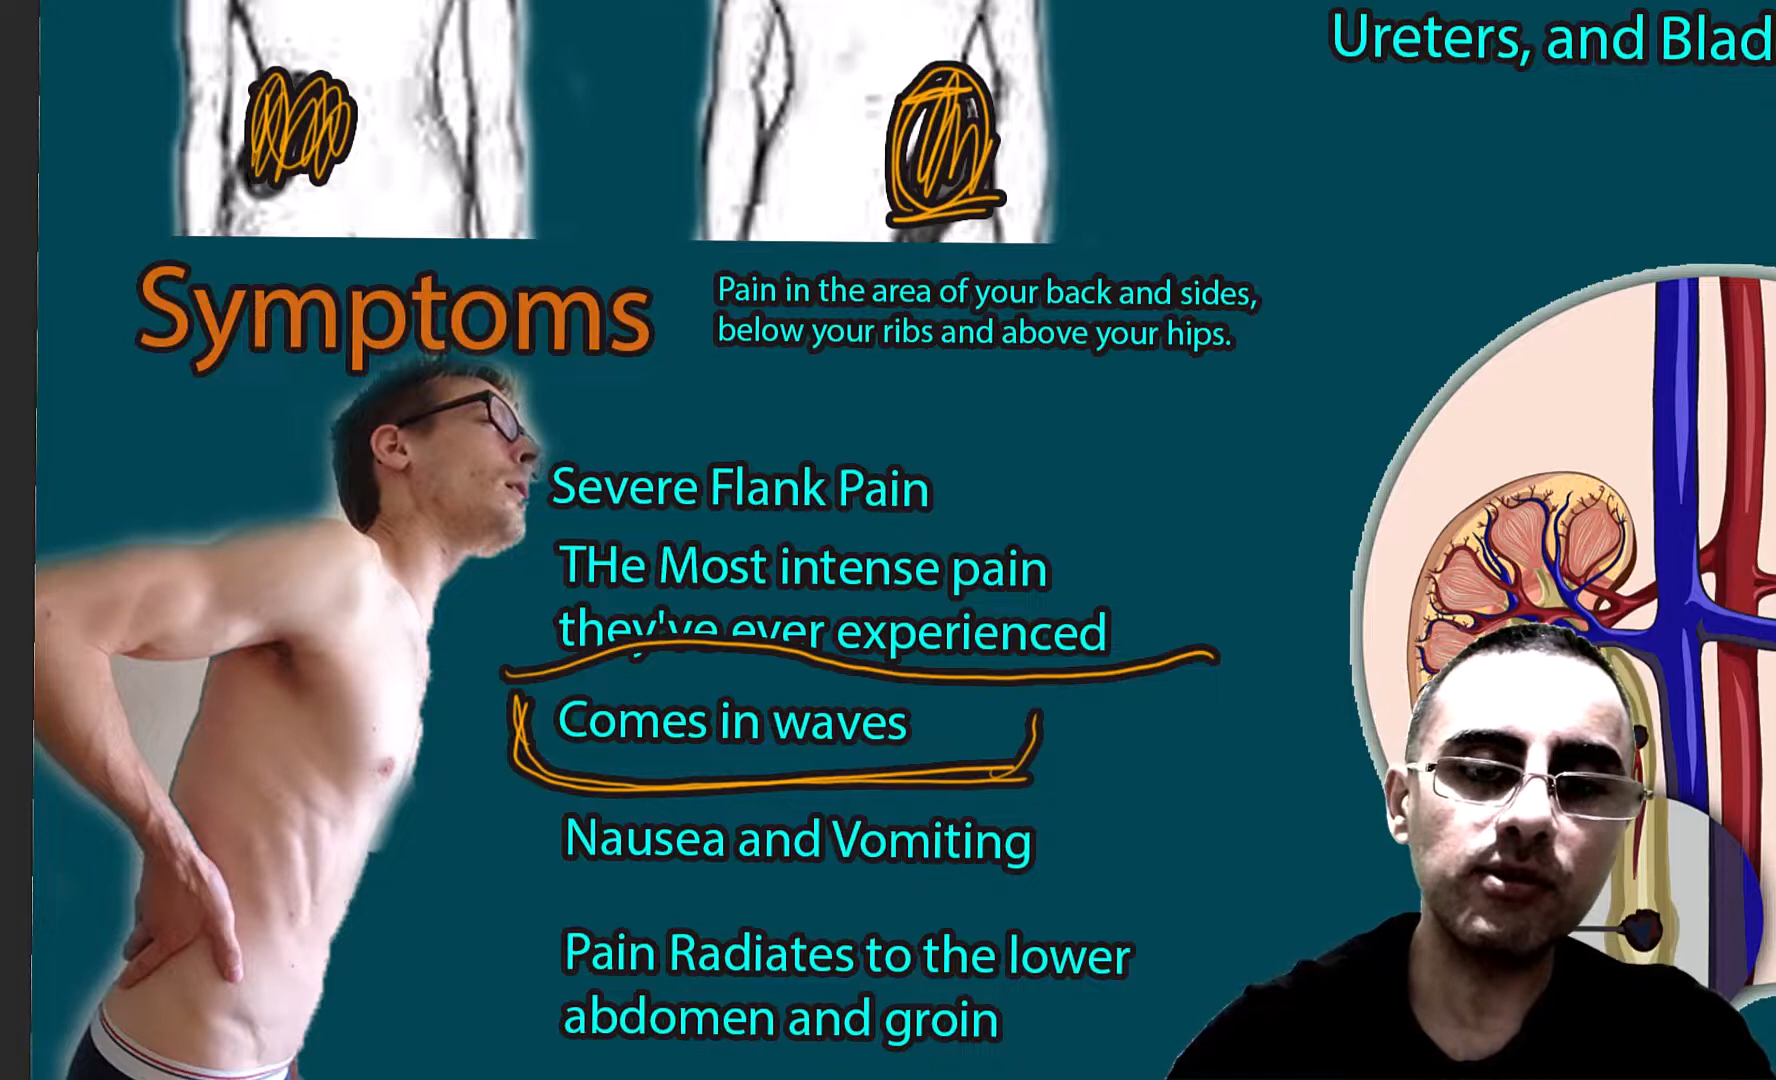 Ureters, and Blad
Symptoms
Pain in the area of your back and sides,
below your ribs and above your hips.
Severe Flank Pain
THe Most intense pain
they've ever experienced
Comes in waves
Nausea and Vomiting
Pain Radiates to the lower
abdomen and groin